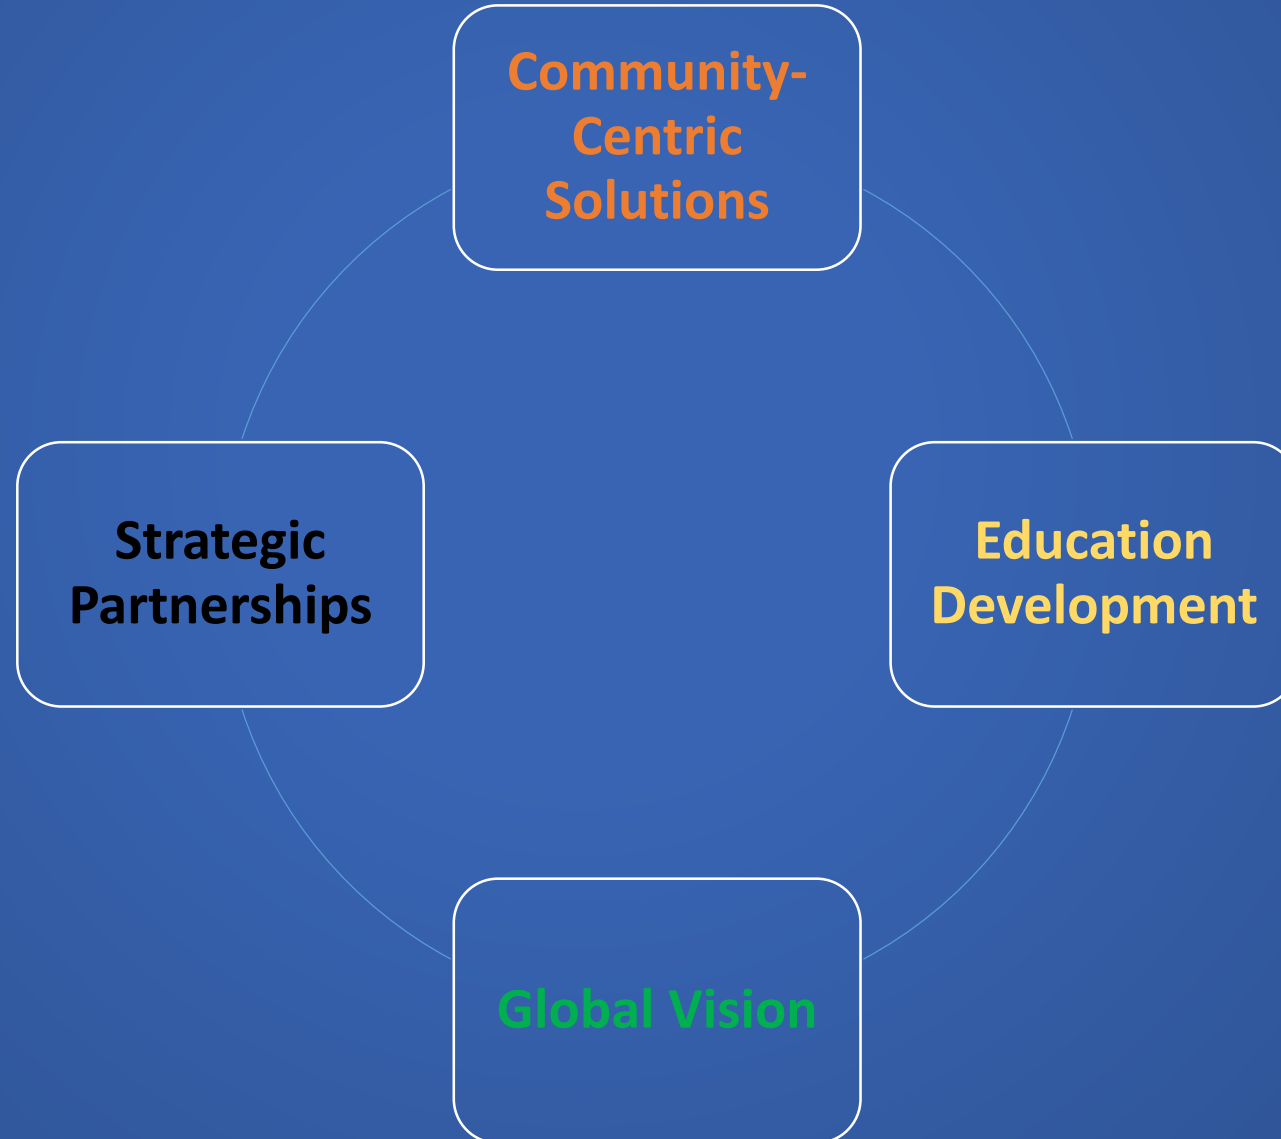 Community-
Centric
Solutions
Strategic
Partnerships
Education
Development
Global Vision